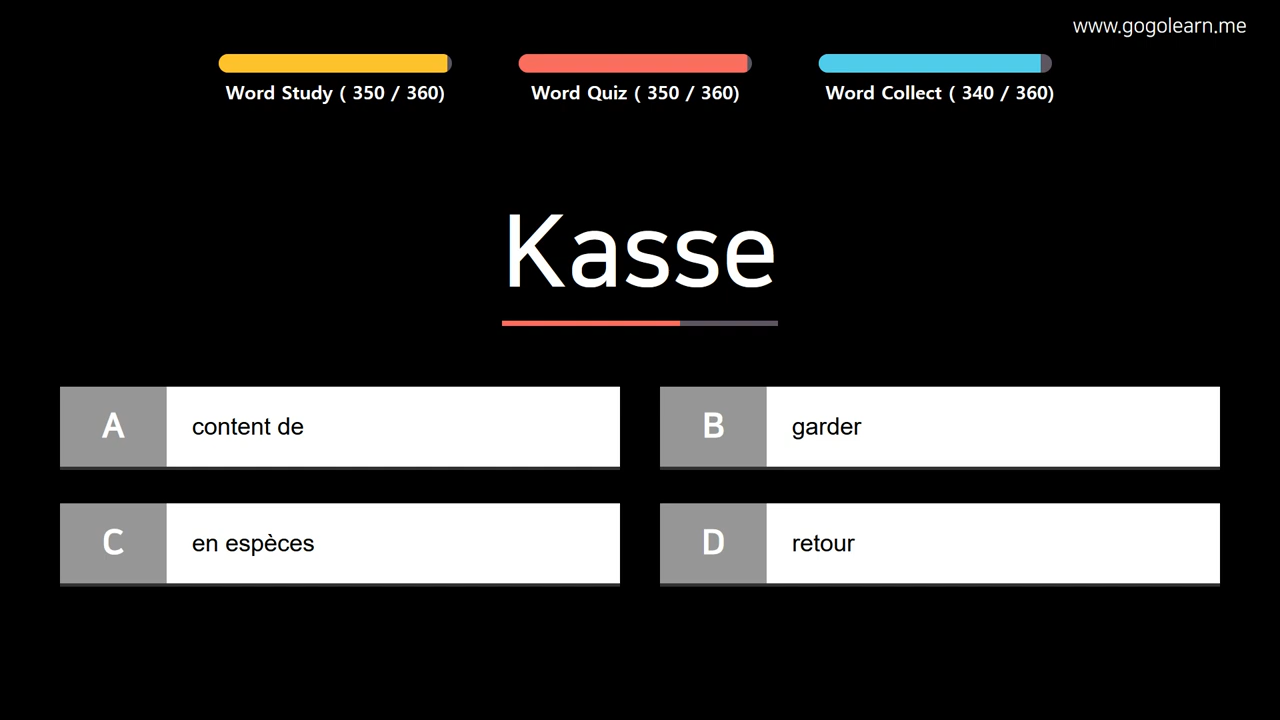 www.gogolearn.me
Word Study ( 350 / 360)
Word Quiz ( 350 / 360)
Word Collect ( 340 / 360)
Kasse
A content de
B garder
C en espèces
D retour